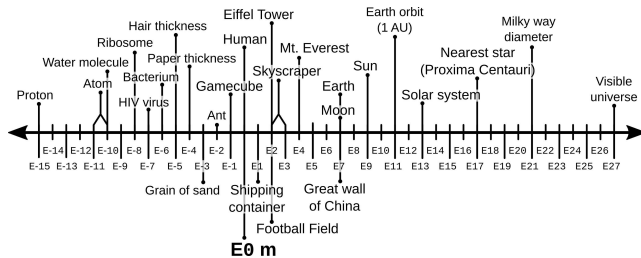 Eiffel Tower
Earth orbit
(1 AU)
Milky way
diameter
Hair thickness
Human
Ribosome
Mt. Everest
Nearest star
(Proxima Centauri)
Water molecule
Paper thickness
Skyscraper
Sun
Atom
Bacterium
Gamecube
Earth
Solar system
Visible
universe
Proton
HIV virus
Ant
Moon
E-14 E-12 E-10 E-8 E-6 E-4 E-2 E2 E4 E6 E8 E10 E12 E14 E16 E18 E20 E22 E24 E26
E-15 E-13 E-11 E-9 E-7 E-5 E-3 E-1 E1 E3 E5 E7 E9 E11 E13 E15 E17 E19 E21 E23 E25 E27
Grain of sand
Shipping
container
Great wall
of China
Football Field
E0 m